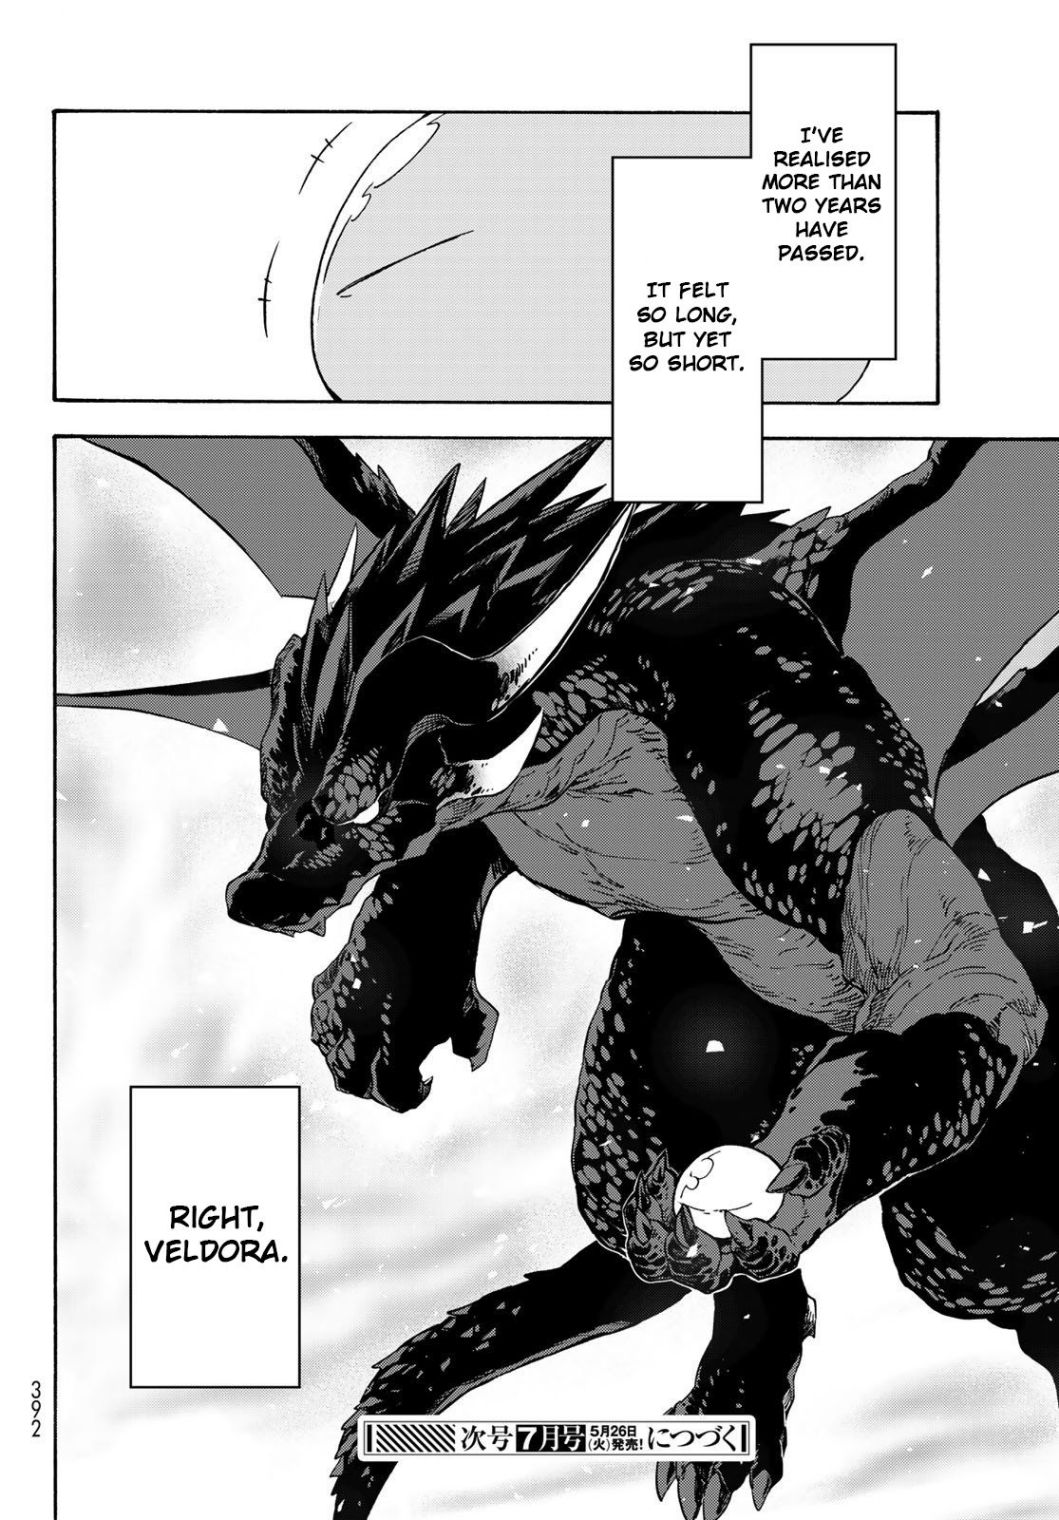 I'VE
REALISED
MORE THAN
TWO YEARS
HAVE
PASSED.
IT FELT
SO LONG,
BUT YET
SO SHORT.
RIGHT,
VELDORA.
392
次号7月号 5月26日(火)発売! につづく